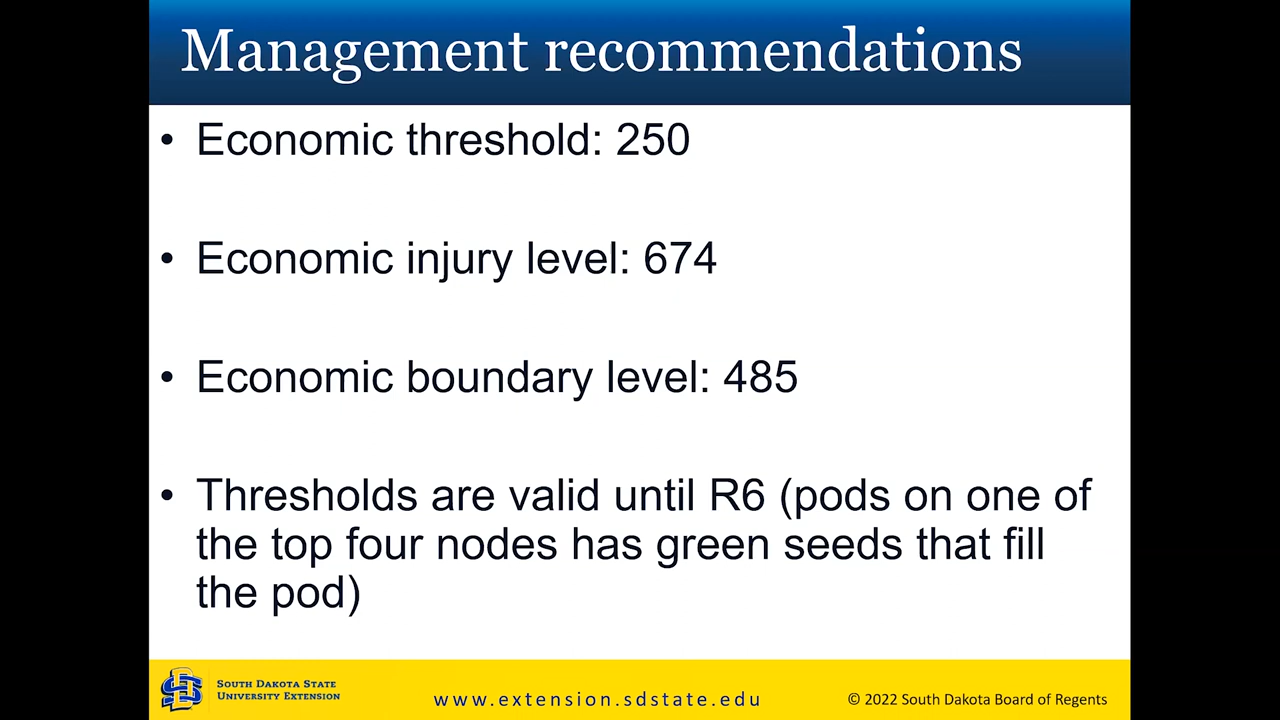 Management recommendations
• Economic threshold: 250
• Economic injury level: 674
• Economic boundary level: 485
• Thresholds are valid until R6 (pods on one of
the top four nodes has green seeds that fill
the pod)
SOUTH DAKOTA STATE
UNIVERSITY EXTENSION
www.extension.sdstate.edu
© 2022 South Dakota Board of Regents